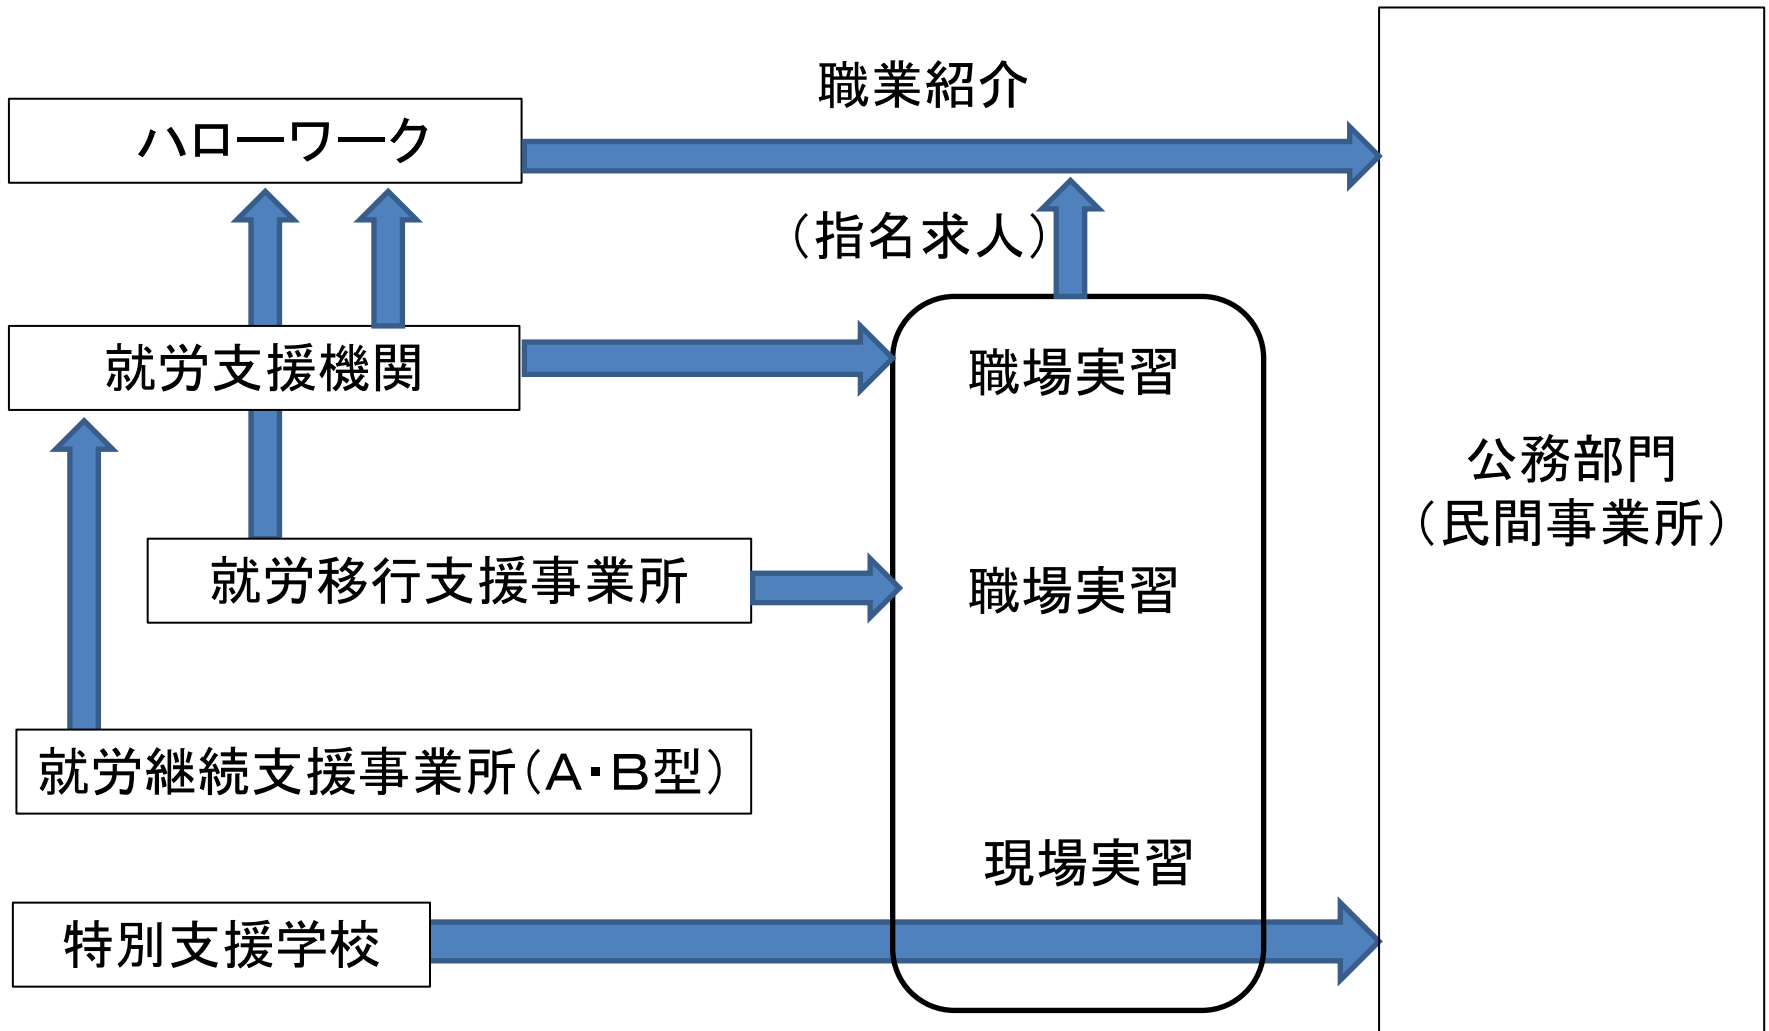 職業紹介
ハローワーク
（指名求人）
就労支援機関
職場実習
公務部門
（民間事業所）
就労移行支援事業所
職場実習
就労継続支援事業所（A・B型）
現場実習
特別支援学校